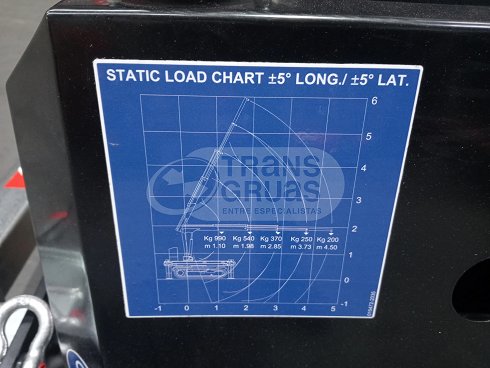 STATIC LOAD CHART ±5° LONG./ ±5° LAT.
6
5
4
3
2
1
0
-1
TRANS
GRUAS
ENTRE ESPECIALISTAS
Kg 990 Kg 540 Kg 370 Kg 250 Kg 200
m 1.10 m 1.98 m 2.85 m 3.73 m 4.50
-1 0 1 2 3 4 5